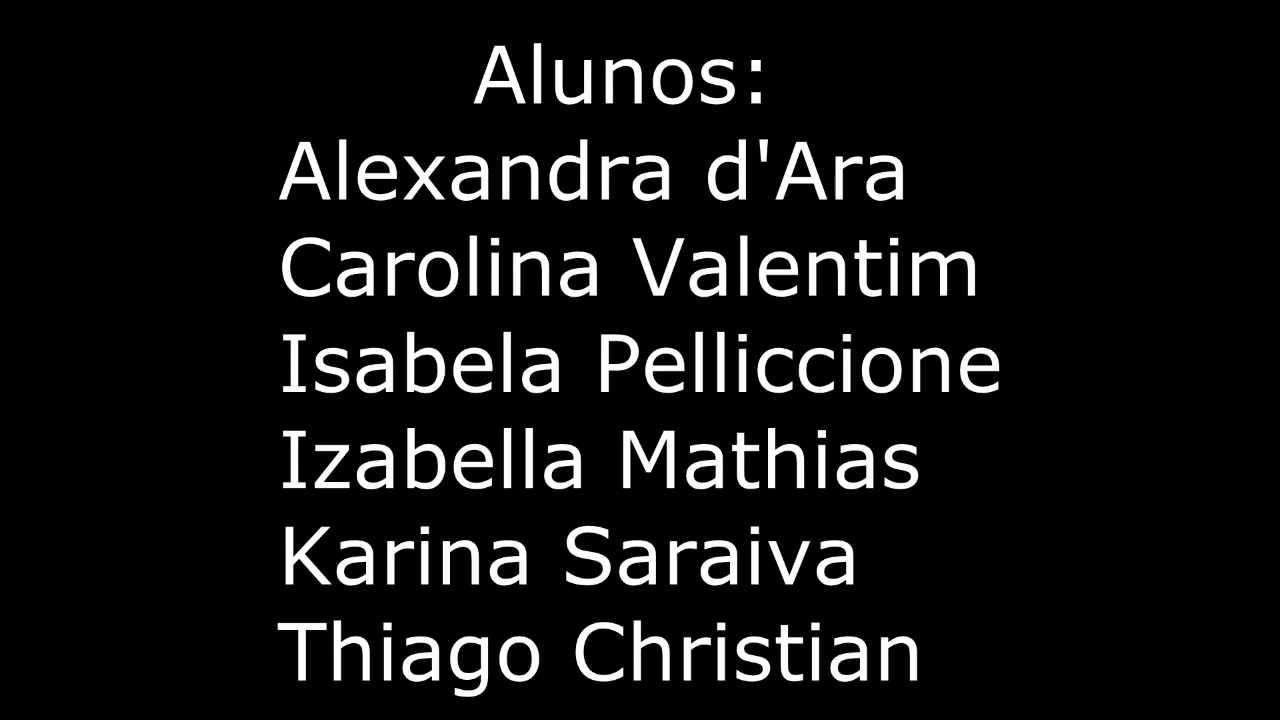 Alunos:
Alexandra d'Ara
Carolina Valentim
Isabela Pelliccione
Izabella Mathias
Karina Saraiva
Thiago Christian